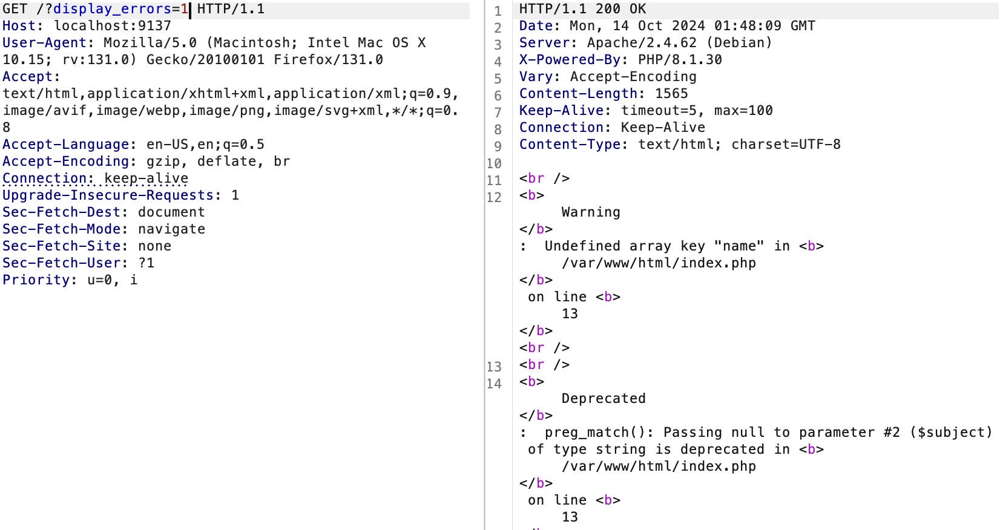 GET /?display_errors=1 HTTP/1.1
Host: localhost:9137
User-Agent: Mozilla/5.0 (Macintosh; Intel Mac OS X
10.15; rv:131.0) Gecko/20100101 Firefox/131.0
Accept:
text/html,application/xhtml+xml,application/xml;q=0.9,
image/avif,image/webp,image/png,image/svg+xml,*/*;q=0.
8
Accept-Language: en-US,en;q=0.5
Accept-Encoding: gzip, deflate, br
Connection: keep-alive
Upgrade-Insecure-Requests: 1
Sec-Fetch-Dest: document
Sec-Fetch-Mode: navigate
Sec-Fetch-Site: none
Sec-Fetch-User: ?1
Priority: u=0, i
1 HTTP/1.1 200 OK
2 Date: Mon, 14 Oct 2024 01:48:09 GMT
3 Server: Apache/2.4.62 (Debian)
4 X-Powered-By: PHP/8.1.30
5 Vary: Accept-Encoding
6 Content-Length: 1565
7 Keep-Alive: timeout=5, max=100
8 Connection: Keep-Alive
9 Content-Type: text/html; charset=UTF-8
10
11 <br />
12 <b>
Warning
</b>
: Undefined array key "name" in <b>
/var/www/html/index.php
</b>
on line <b>
13
</b>
<br />
13 <br />
14 <b>
Deprecated
</b>
: preg_match(): Passing null to parameter #2 ($subject)
of type string is deprecated in <b>
/var/www/html/index.php
</b>
on line <b>
13